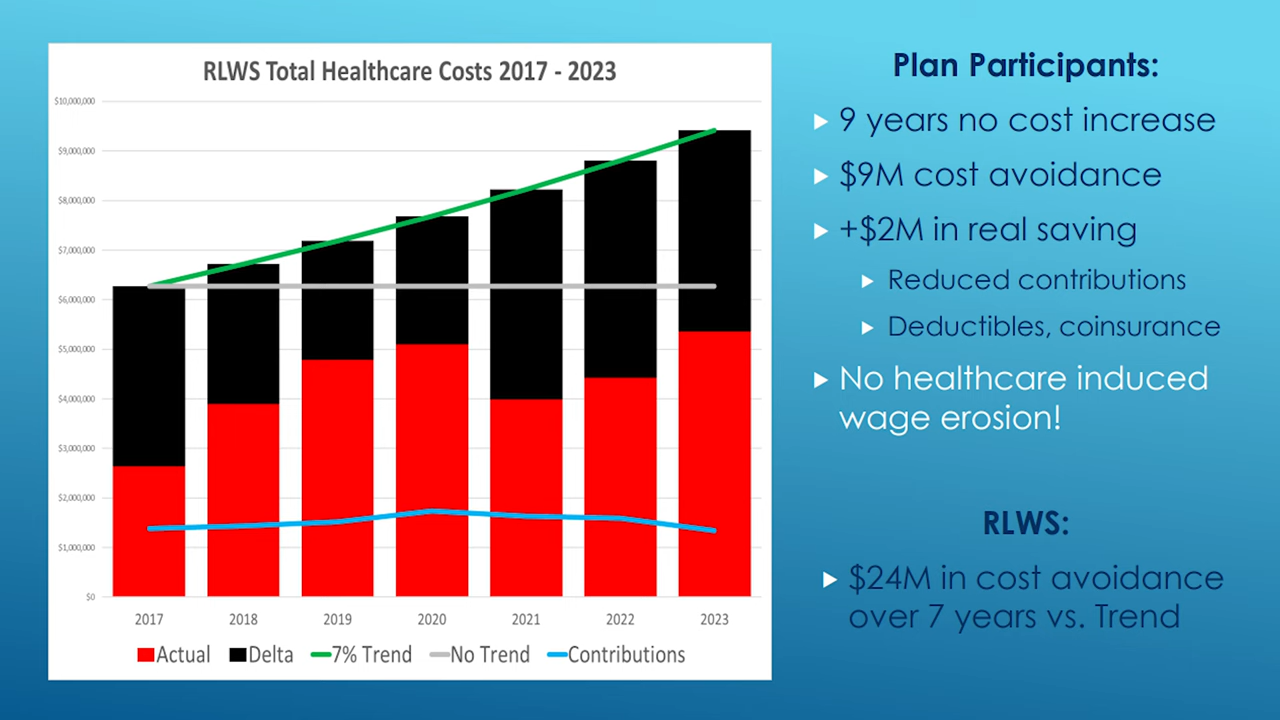 RLWS Total Healthcare Costs 2017 - 2023
$10,000,000
$9,000,000
$8,000,000
$7,000,000
$6,000,000
$5,000,000
$4,000,000
$3,000,000
$2,000,000
$1,000,000
$0
2017 2018 2019 2020 2021 2022 2023
Actual Delta 7% Trend No Trend Contributions
Plan Participants:
9 years no cost increase
$9M cost avoidance
+$2M in real saving
Reduced contributions
Deductibles, coinsurance
No healthcare induced
wage erosion!
RLWS:
$24M in cost avoidance
over 7 years vs. Trend